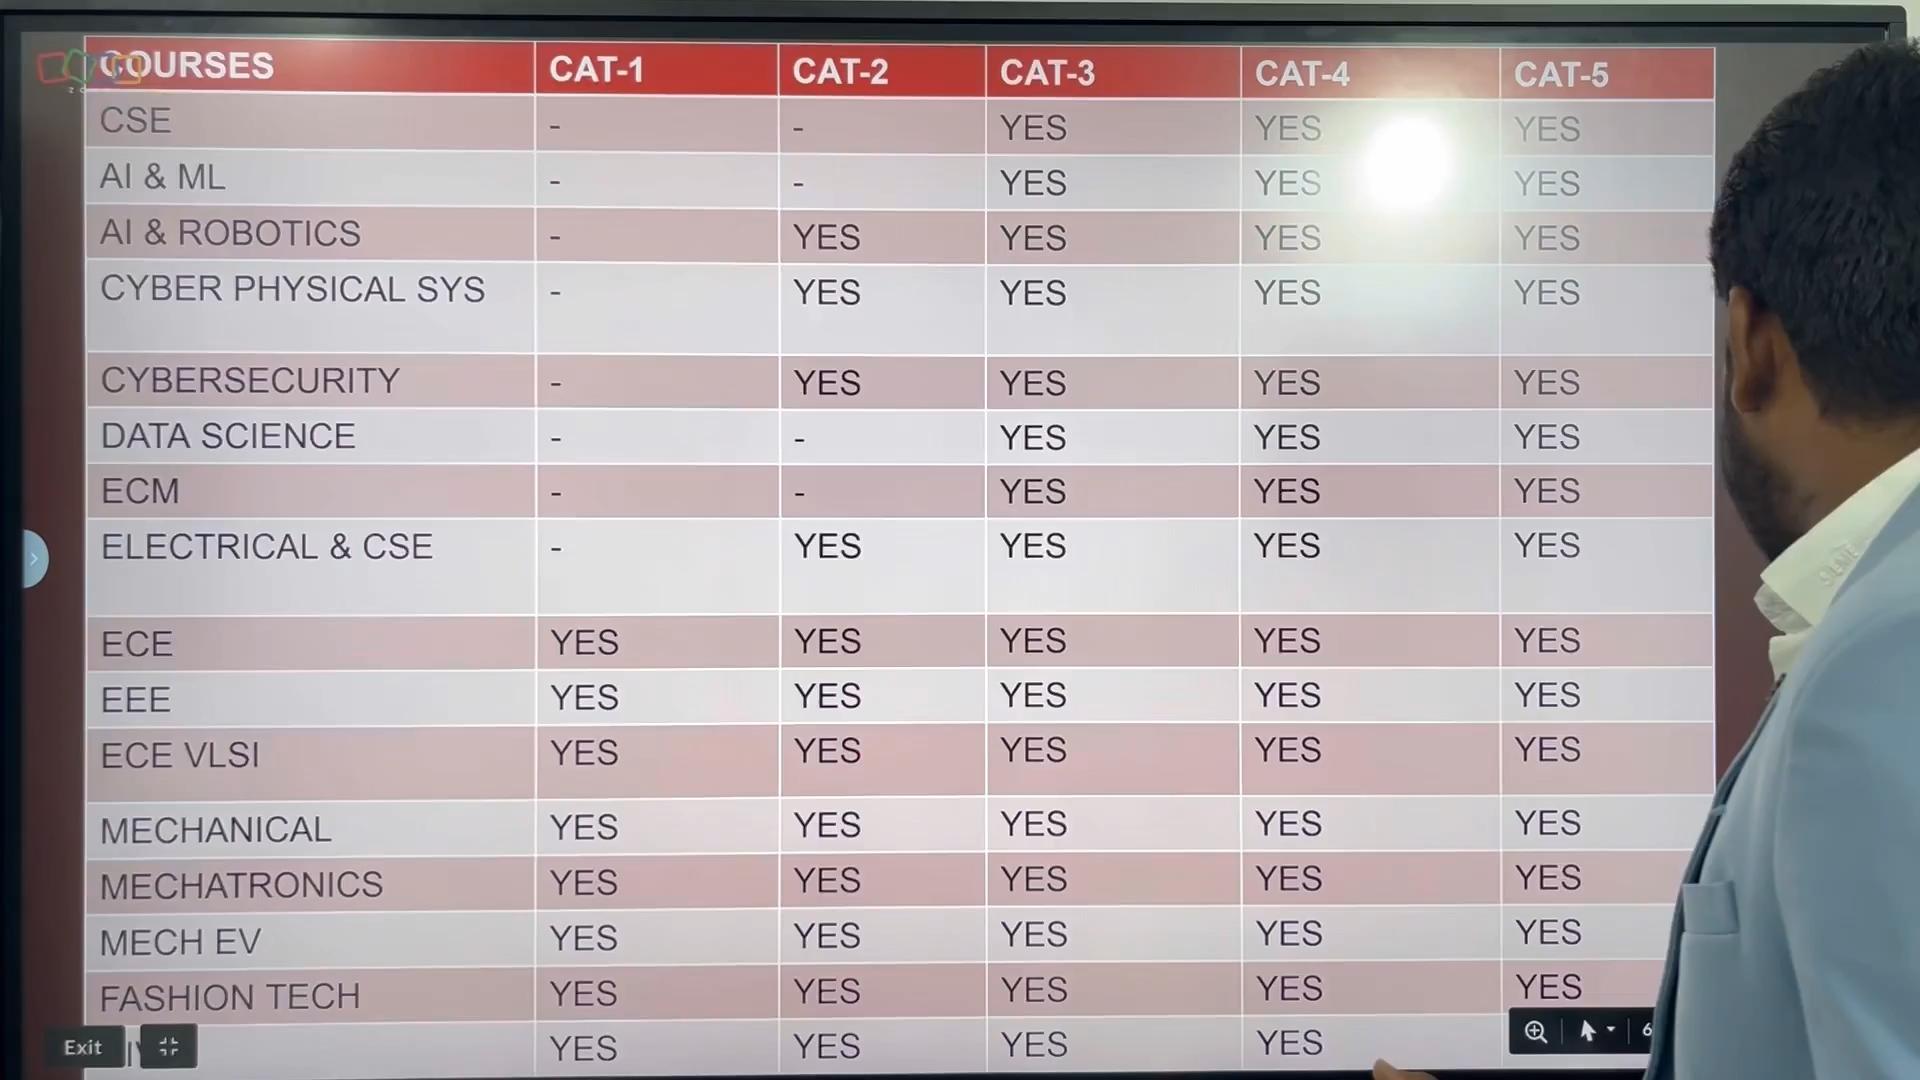 COURSES CAT-1 CAT-2 CAT-3 CAT-4 CAT-5
CSE - - YES YES YES
AI & ML - - YES YES YES
AI & ROBOTICS - YES YES YES YES
CYBER PHYSICAL SYS - YES YES YES YES
CYBERSECURITY - YES YES YES YES
DATA SCIENCE - - YES YES YES
ECM - - YES YES YES
ELECTRICAL & CSE - YES YES YES YES
ECE YES YES YES YES YES
EEE YES YES YES YES YES
ECE VLSI YES YES YES YES YES
MECHANICAL YES YES YES YES YES
MECHATRONICS YES YES YES YES YES
MECH EV YES YES YES YES YES
FASHION TECH YES YES YES YES YES
YES YES YES YES
Exit